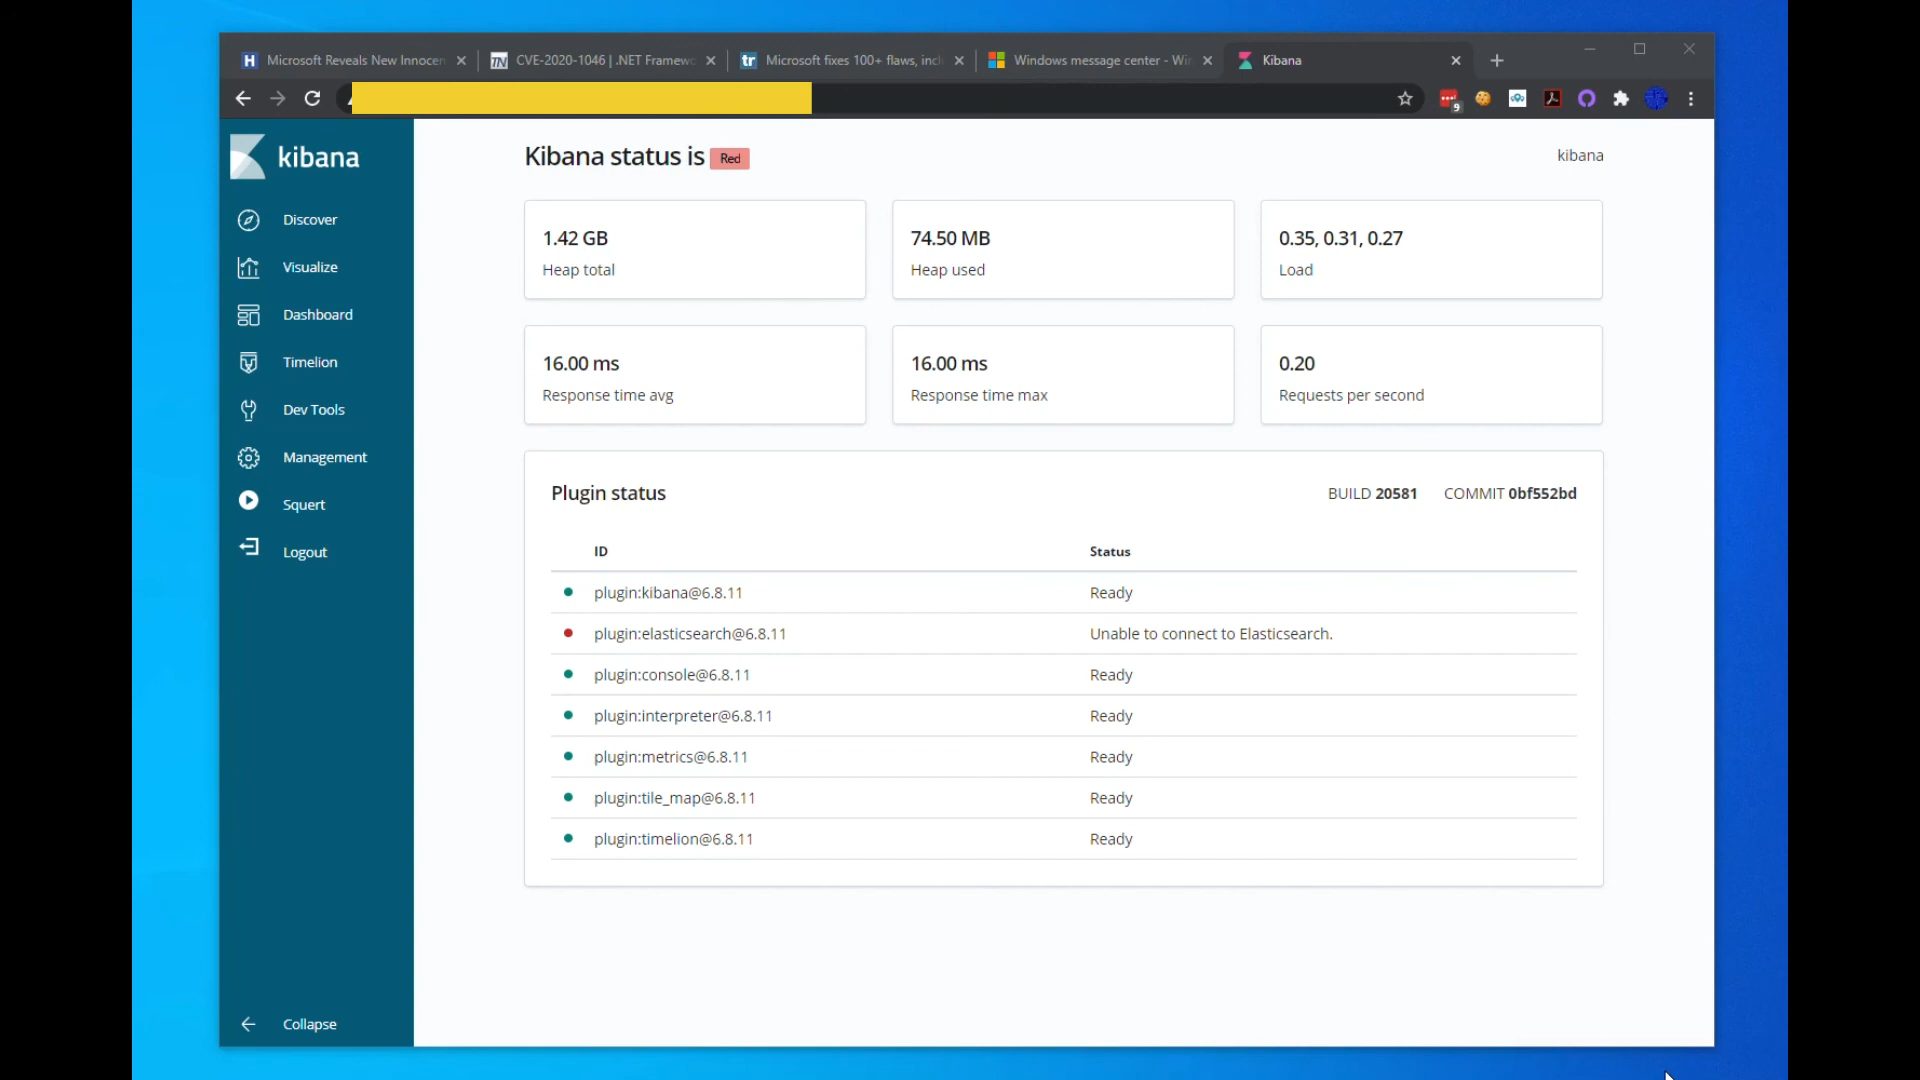 H Microsoft Reveals New Innocen
TN CVE-2020-1046 | .NET Framewo
tr Microsoft fixes 100+ flaws, incl
Windows message center - Win
Kibana
9
kibana
Discover
Visualize
Dashboard
Timelion
Dev Tools
Management
Squert
Logout
Collapse
Kibana status is Red
kibana
1.42 GB
Heap total
74.50 MB
Heap used
0.35, 0.31, 0.27
Load
16.00 ms
Response time avg
16.00 ms
Response time max
0.20
Requests per second
Plugin status
BUILD 20581 COMMIT 0bf552bd
ID Status
plugin:kibana@6.8.11 Ready
plugin:elasticsearch@6.8.11 Unable to connect to Elasticsearch.
plugin:console@6.8.11 Ready
plugin:interpreter@6.8.11 Ready
plugin:metrics@6.8.11 Ready
plugin:tile_map@6.8.11 Ready
plugin:timelion@6.8.11 Ready